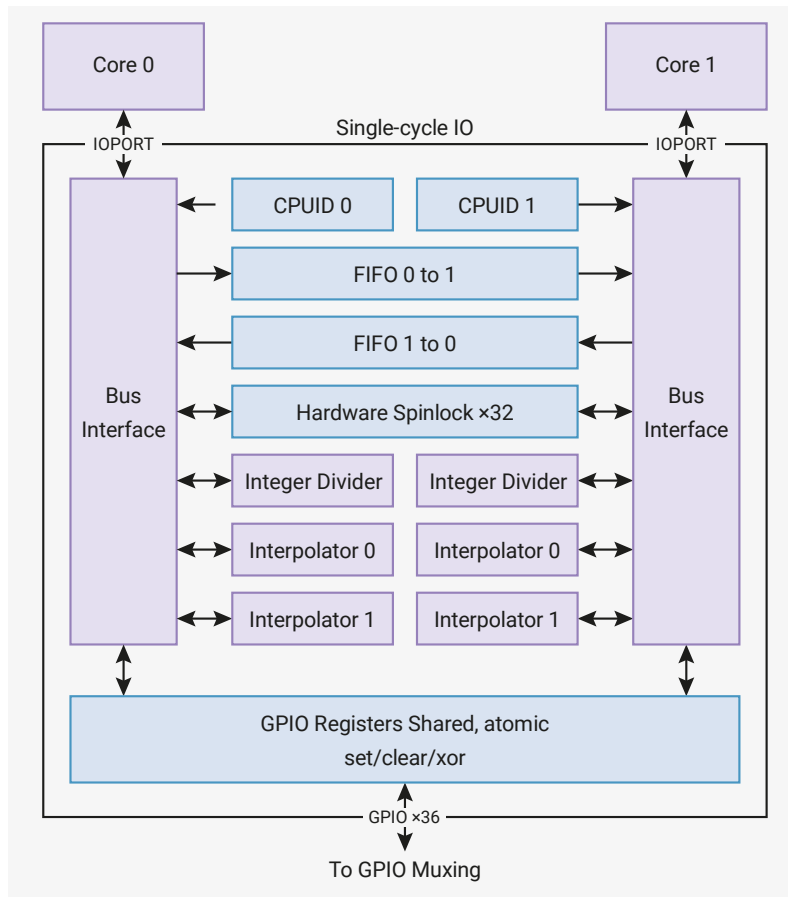 Core 0
Core 1
Single-cycle IO
IOPORT
IOPORT
CPUID 0
CPUID 1
FIFO 0 to 1
FIFO 1 to 0
Bus
Interface
Hardware Spinlock ×32
Bus
Interface
Integer Divider
Integer Divider
Interpolator 0
Interpolator 0
Interpolator 1
Interpolator 1
GPIO Registers Shared, atomic
set/clear/xor
GPIO ×36
To GPIO Muxing